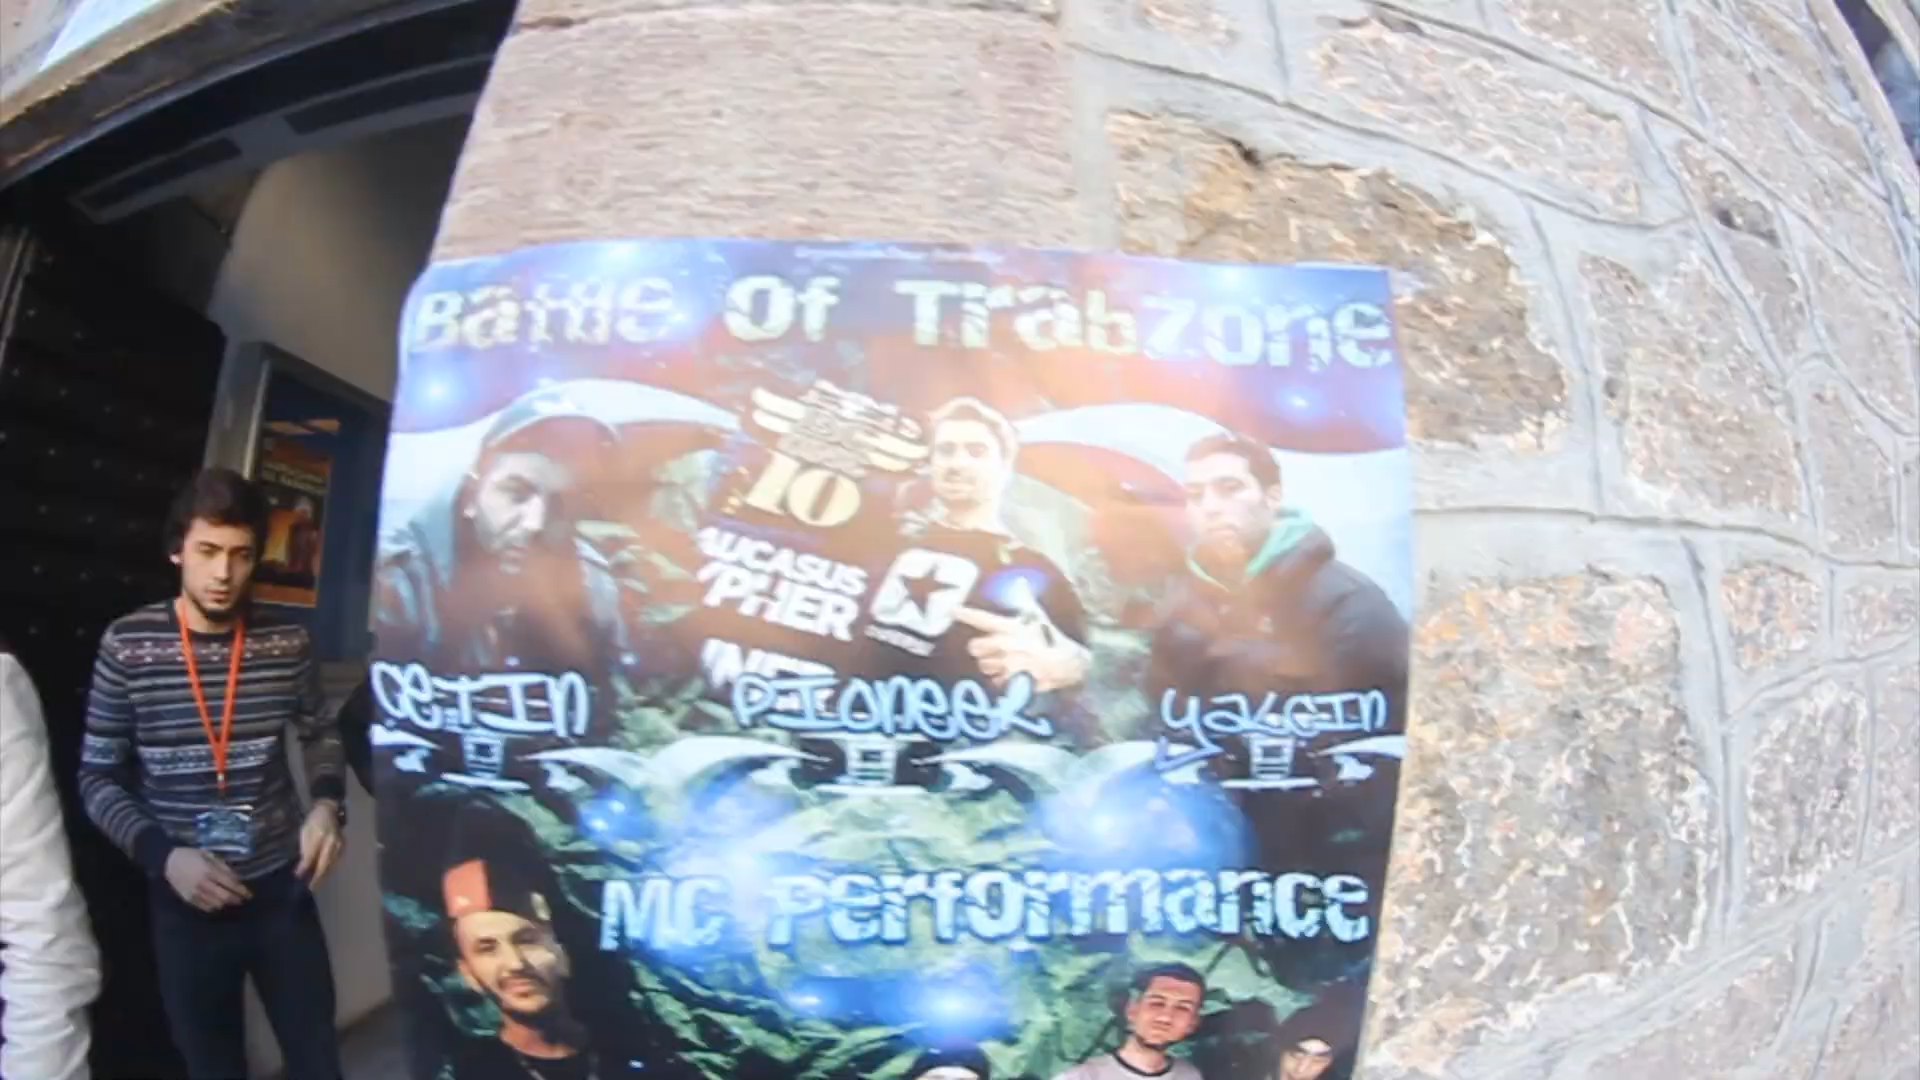 Battle Of TrabZone
10
AUCASUS
YPHER
CETIN
PIONEER
YALCIN
MC Performance